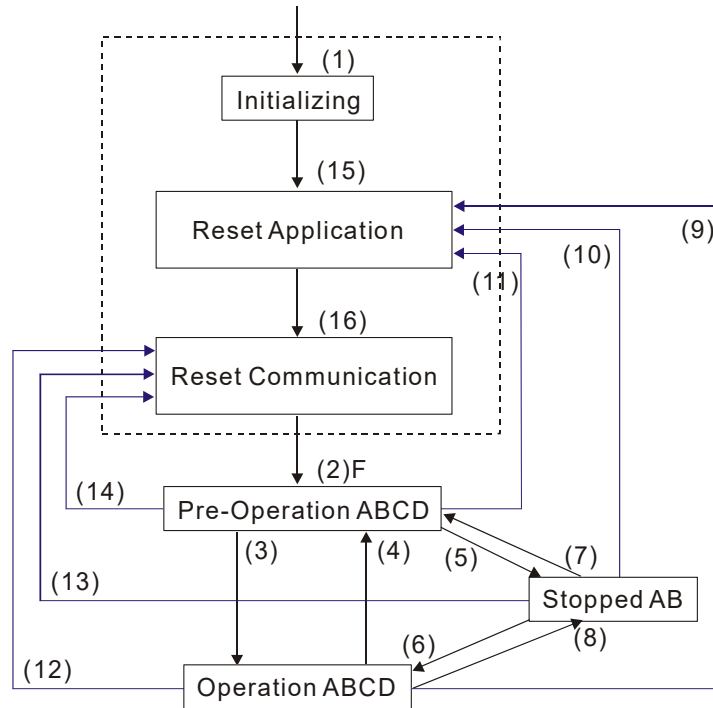 (1)
Initializing
(15)
Reset Application
(9)
(10)
(11)
(16)
Reset Communication
(2)F
(14)
Pre-Operation ABCD
(3)
(4)
(5)
(7)
(13)
Stopped AB
(6)
(8)
(12)
Operation ABCD